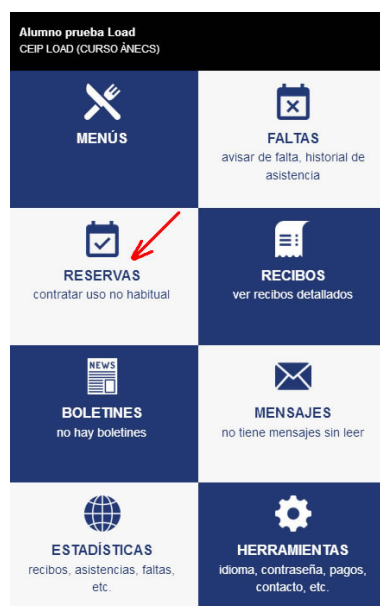 Alumno prueba Load
CEIP LOAD (CURSO ÀNECS)
MENÚS
FALTAS
avisar de falta, historial de
asistencia
RESERVAS
contratar uso no habitual
RECIBOS
ver recibos detallados
NEWS
BOLETINES
no hay boletines
MENSAJES
no tiene mensajes sin leer
ESTADÍSTICAS
recibos, asistencias, faltas,
etc.
HERRAMIENTAS
idioma, contraseña, pagos,
contacto, etc.